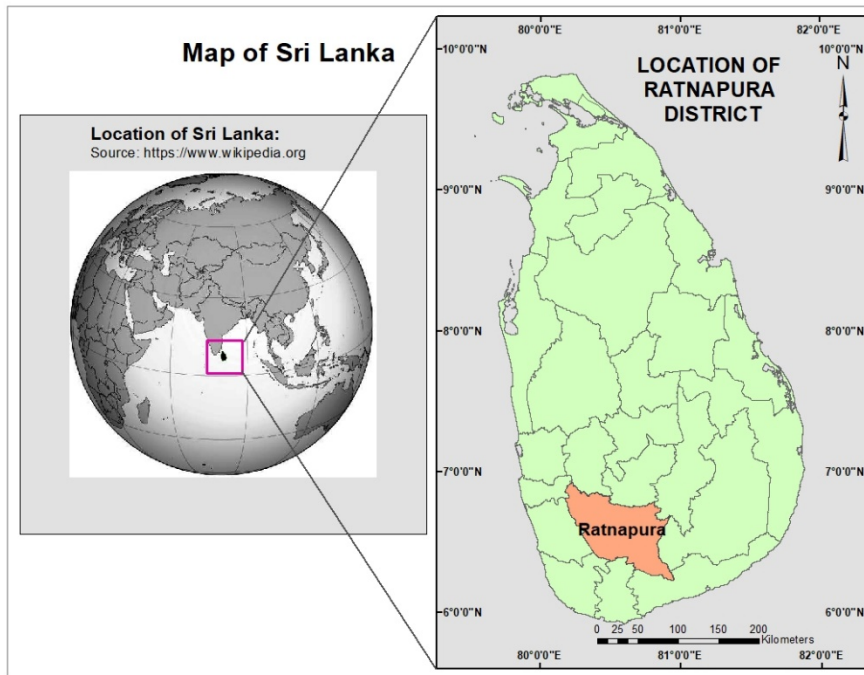 Map of Sri Lanka
Location of Sri Lanka:
Source: https://www.wikipedia.org
80°0'0"E 81°0'0"E 82°0'0"E
10°0'0"N 10°0'0"N
LOCATION OF
RATNAPURA
DISTRICT
N
9°0'0"N 9°0'0"N
8°0'0"N 8°0'0"N
7°0'0"N 7°0'0"N
Ratnapura
6°0'0"N 6°0'0"N
0 25 50 100 150 200
Kilometers
80°0'0"E 81°0'0"E 82°0'0"E